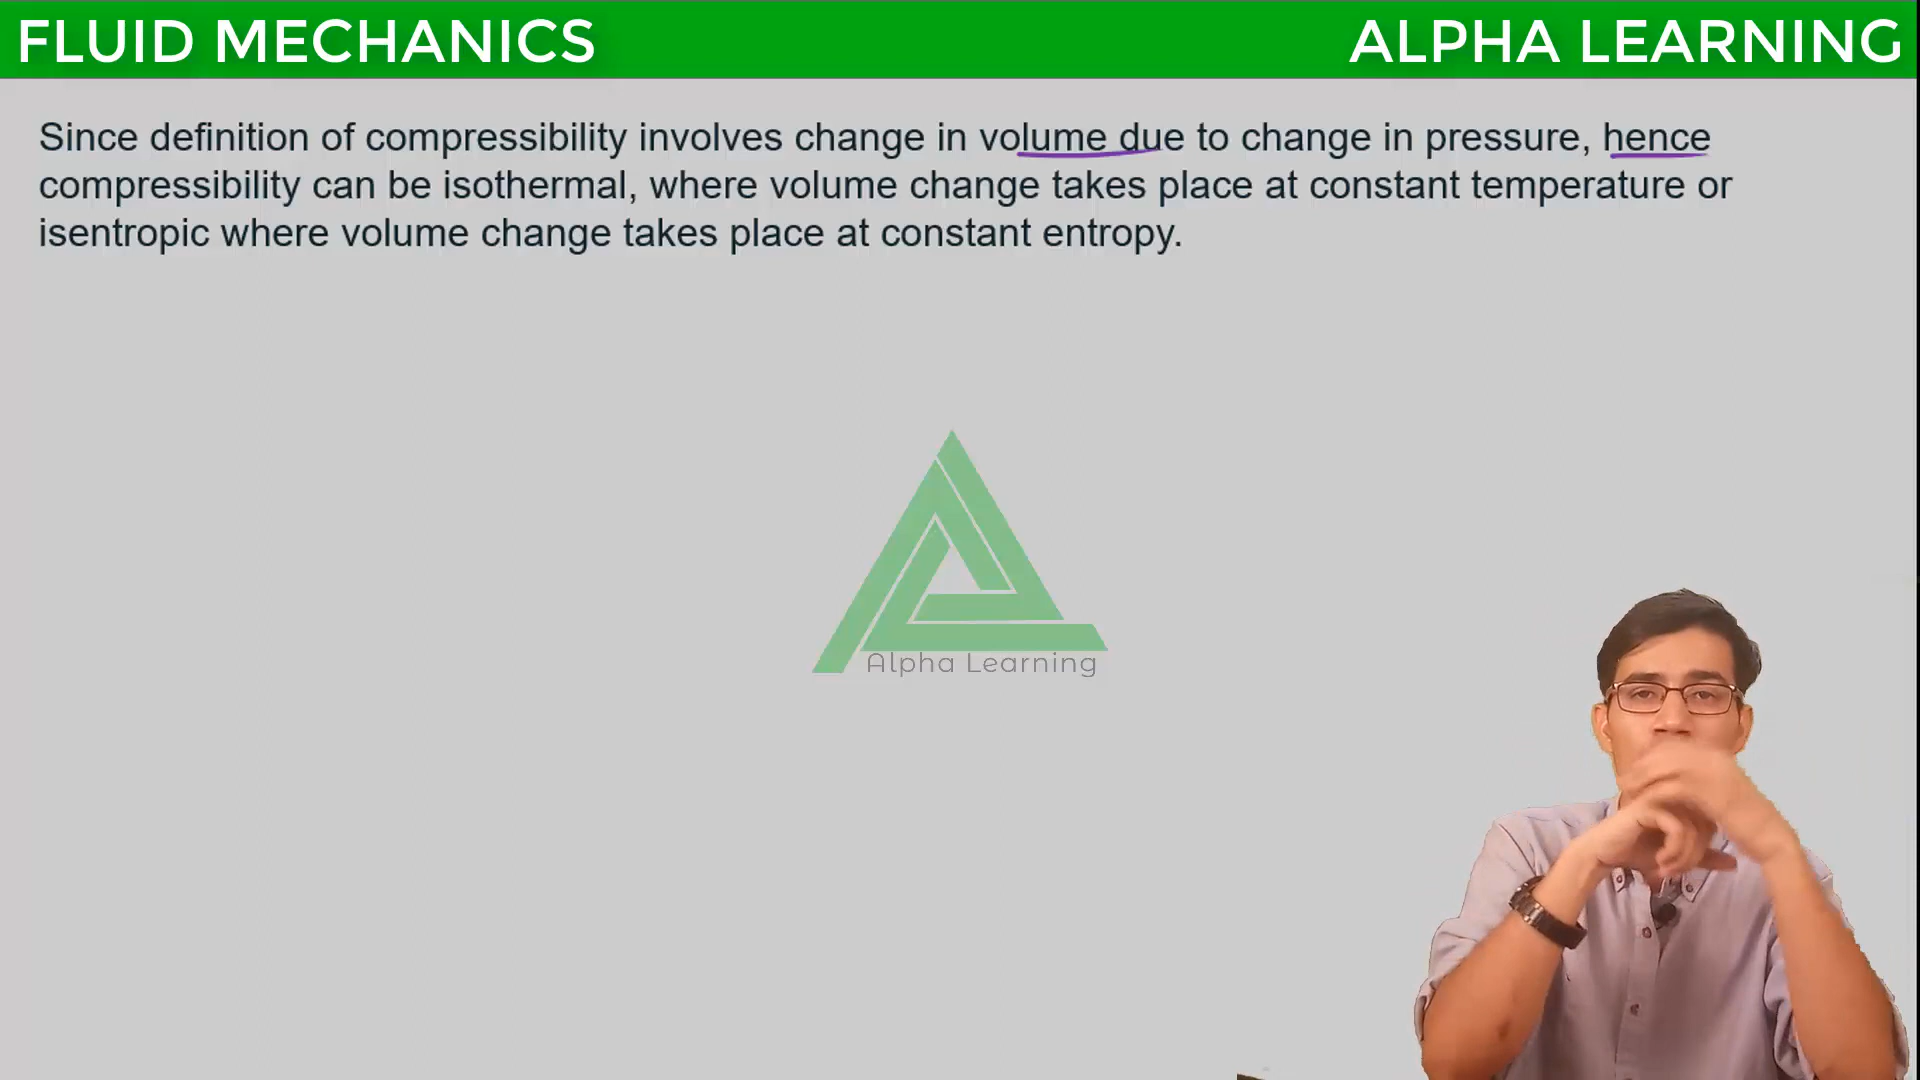 FLUID MECHANICS
ALPHA LEARNING
Since definition of compressibility involves change in volume due to change in pressure, hence
compressibility can be isothermal, where volume change takes place at constant temperature or
isentropic where volume change takes place at constant entropy.
Alpha Learning